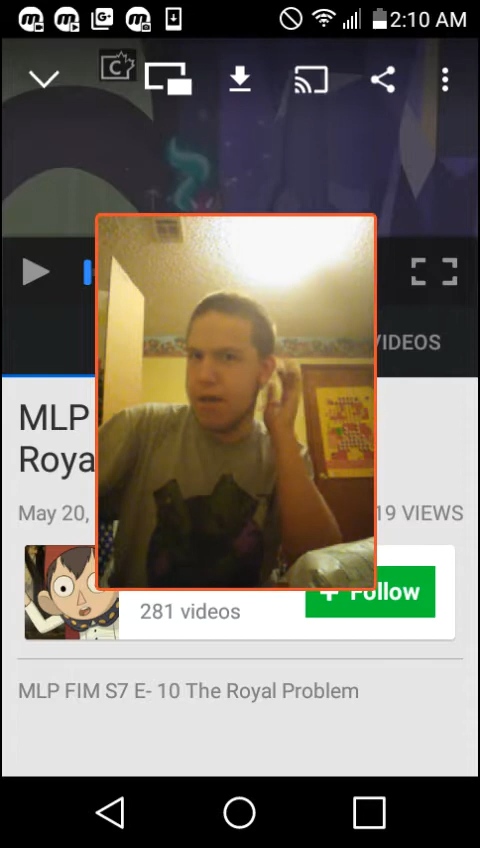 2:10 AM
VIDEOS
MLP
Roya
May 20,
19 VIEWS
281 videos
+ Follow
MLP FIM S7 E- 10 The Royal Problem